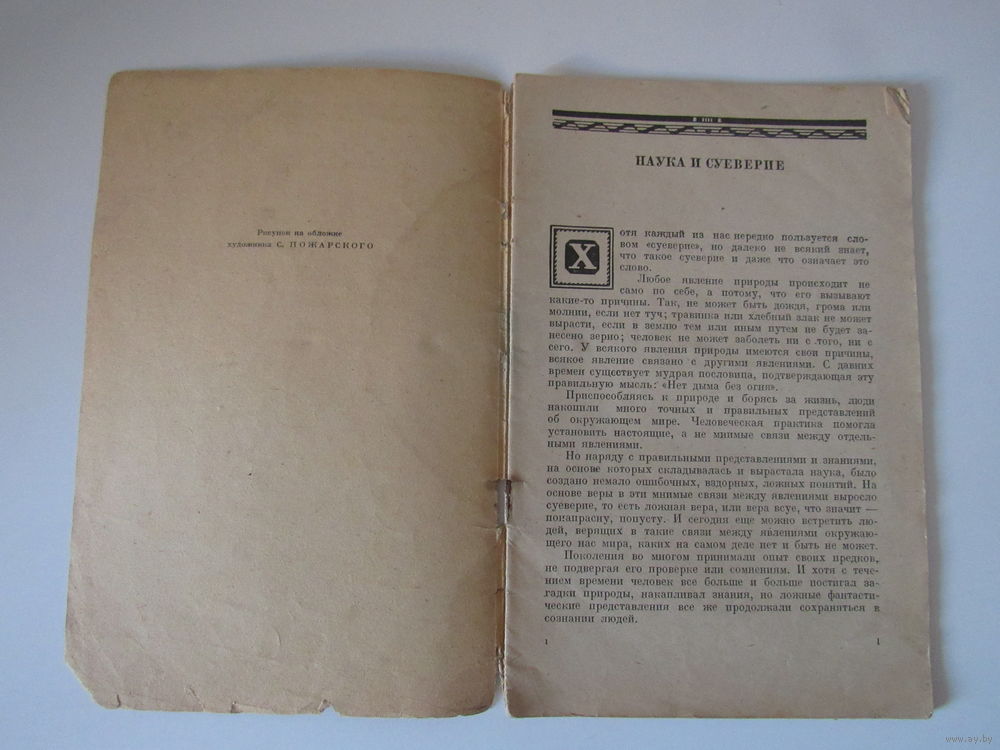 Рисунок на обложке
художника С. ПОЖАРСКОГО
НАУКА И СУЕВЕРИЕ
Хотя каждый из нас нередко пользуется сло-
вом «суеверие», но далеко не всякий знает,
что такое суеверие и даже что означает это
слово.
Любое явление природы происходит не
само по себе, а потому, что его вызывают
какие-то причины. Так, не может быть дождя, грома или
молнии, если нет туч; травинка или хлебный злак не может
вырасти, если в землю тем или иным путем не будет за-
несено зерно; человек не может заболеть ни с того, ни с
сего. У всякого явления природы имеются свои причины,
всякое явление связано с другими явлениями. С давних
времен существует мудрая пословица, подтверждающая эту
правильную мысль: «Нет дыма без огня».
Приспособляясь к природе и борясь за жизнь, люди
накопили много точных и правильных представлений
об окружающем мире. Человеческая практика помогла
установить настоящие, а не мнимые связи между отдель-
ными явлениями.
Но наряду с правильными представлениями и знаниями,
на основе которых складывалась и вырастала наука, было
создано немало ошибочных, вздорных, ложных понятий. На
основе веры в эти мнимые связи между явлениями выросло
суеверие, то есть ложная вера, или вера всуе, что значит —
понапрасну, попусту. И сегодня еще можно встретить лю-
дей, верящих в такие связи между явлениями окружаю-
щего нас мира, каких на самом деле нет и быть не может.
Поколения во многом принимали опыт своих предков,
не подвергая его проверке или сомнениям. И хотя с тече-
нием времени человек все больше и больше постигал за-
гадки природы, накапливал знания, но ложные фантасти-
ческие представления все же продолжали сохраняться в
сознании людей.
1 1
www.ay.by